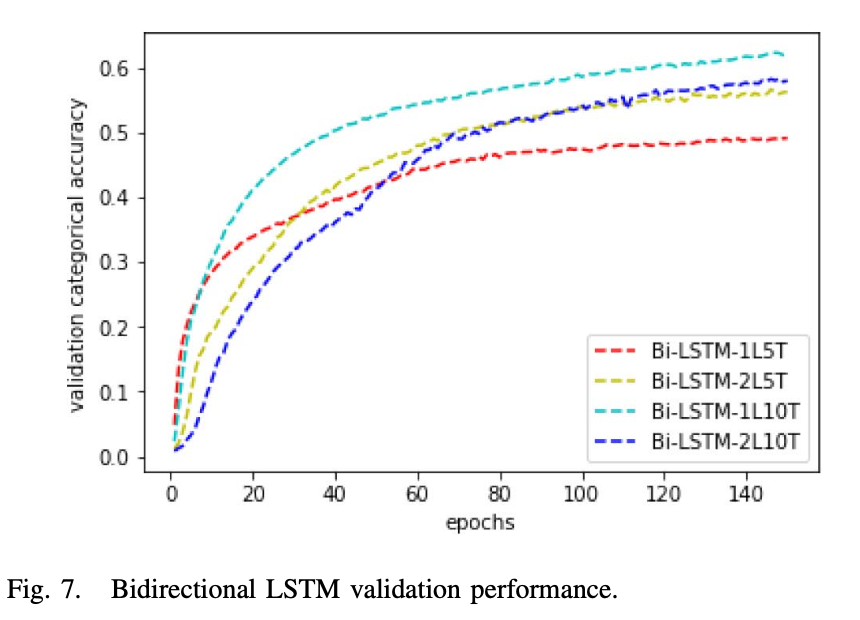 validation categorical accuracy
0.6
0.5
0.4
0.3
0.2
0.1
0.0
Bi-LSTM-1L5T
Bi-LSTM-2L5T
Bi-LSTM-1L10T
Bi-LSTM-2L10T
0 20 40 60 80 100 120 140
epochs
Fig. 7. Bidirectional LSTM validation performance.